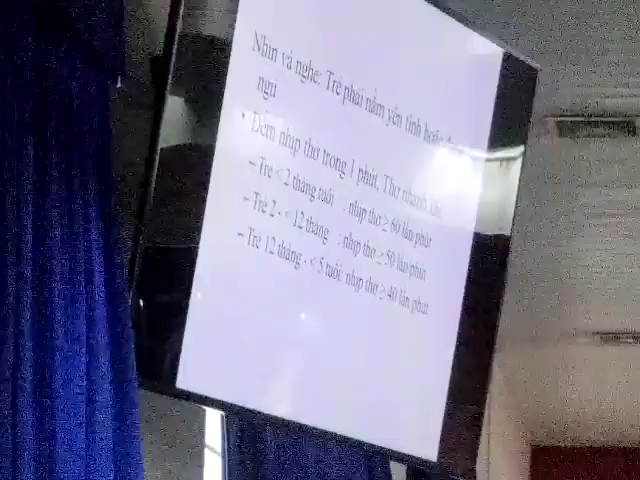 Nhìn và nghe: Trẻ phải nằm yên tĩnh hoặc
ngủ
• Đếm nhịp thở trong 1 phút, Thở nhanh khi
– Trẻ < 2 tháng tuổi : nhịp thở ≥ 60 lần/phút
– Trẻ 2 - < 12 tháng : nhịp thở ≥ 50 lần/phút
– Trẻ 12 tháng - < 5 tuổi: nhịp thở ≥ 40 lần/phút